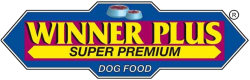 WINNER PLUS ®
SUPER PREMIUM
DOG FOOD